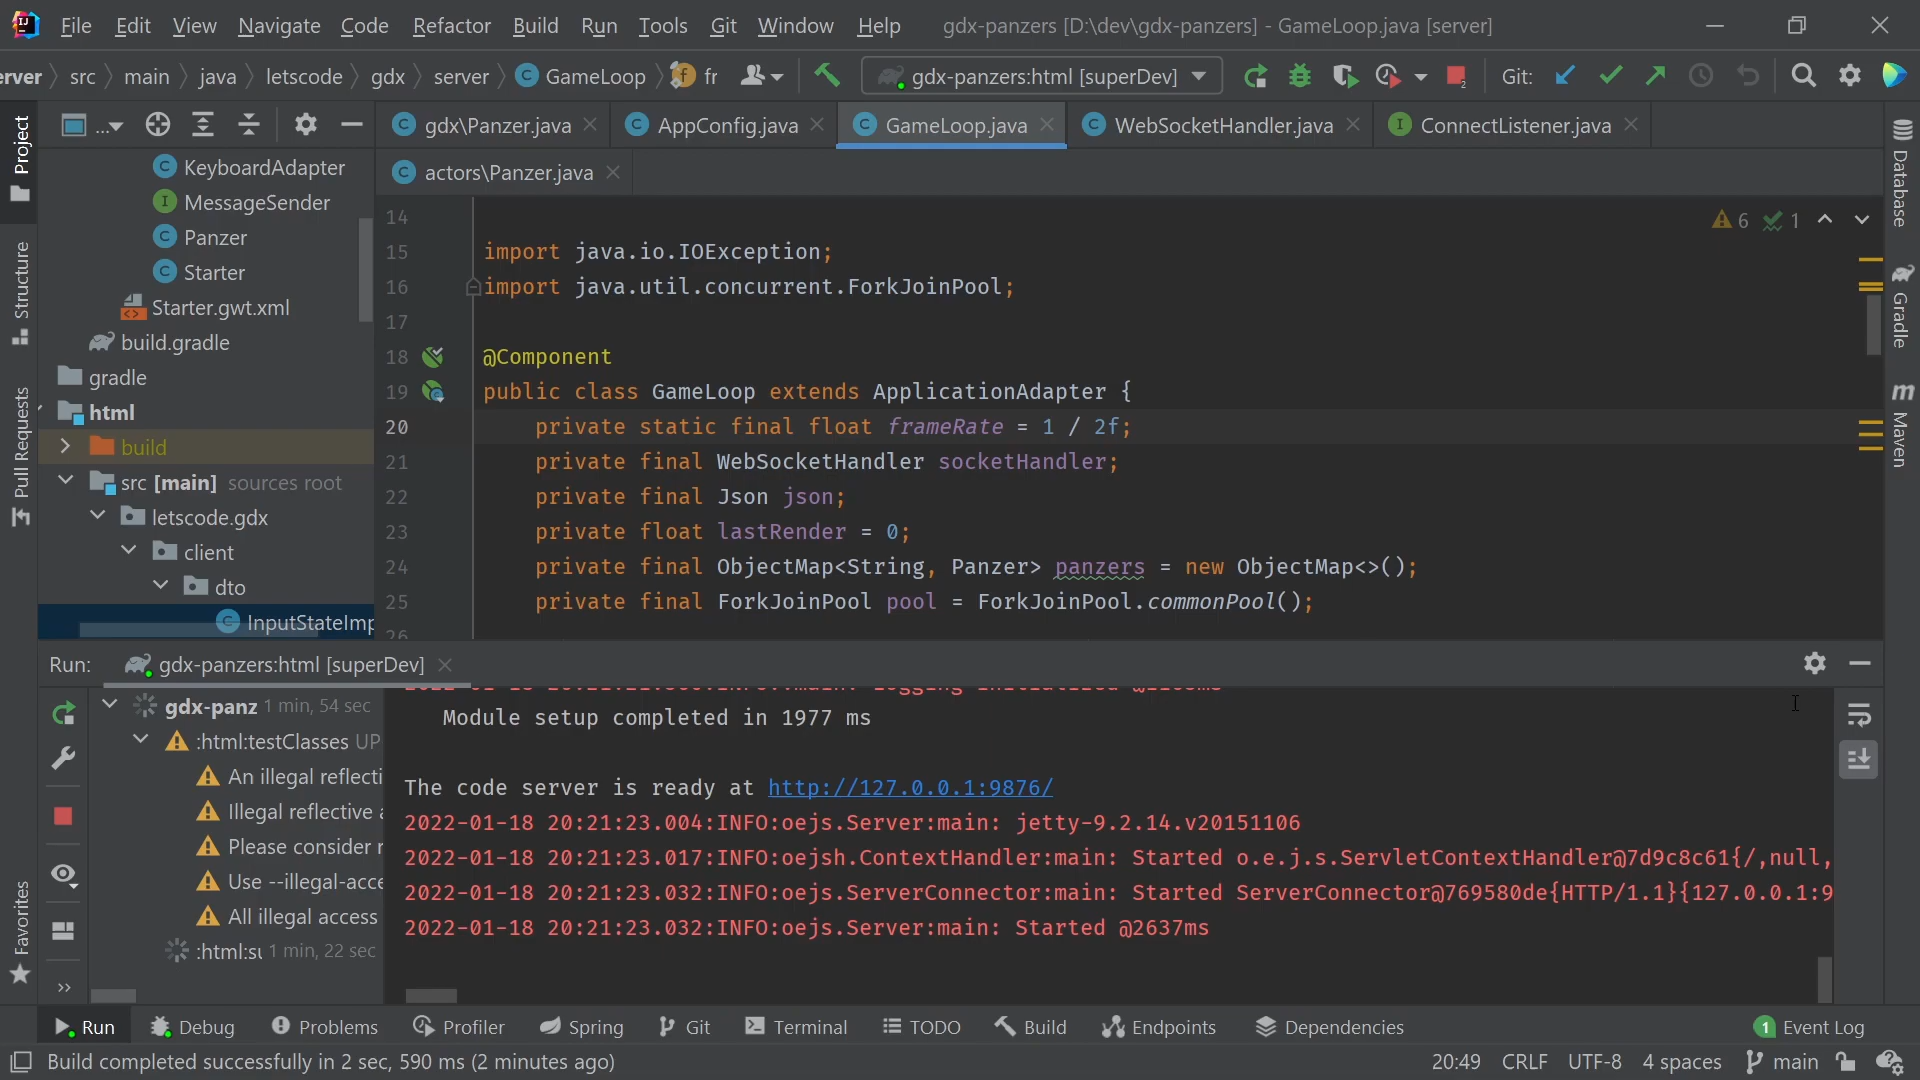 File Edit View Navigate Code Refactor Build Run Tools Git Window Help gdx-panzers [D:\dev\gdx-panzers] - GameLoop.java [server]
erver src main java letscode gdx server GameLoop fr gdx-panzers:html [superDev] Git:
... gdx\Panzer.java AppConfig.java GameLoop.java WebSocketHandler.java ConnectListener.java
actors\Panzer.java
Project
Structure
Pull Requests
Favorites
KeyboardAdapter
MessageSender
Panzer
Starter
Starter.gwt.xml
build.gradle
gradle
html
build
src [main] sources root
letscode.gdx
client
dto
InputStateImp
6 1
14
15 import java.io.IOException;
16 import java.util.concurrent.ForkJoinPool;
17
18 @Component
19 public class GameLoop extends ApplicationAdapter {
20 private static final float frameRate = 1 / 2f;
21 private final WebSocketHandler socketHandler;
22 private final Json json;
23 private float lastRender = 0;
24 private final ObjectMap<String, Panzer> panzers = new ObjectMap<>();
25 private final ForkJoinPool pool = ForkJoinPool.commonPool();
26
Database
Gradle
Maven
Run: gdx-panzers:html [superDev]
gdx-panz 1 min, 54 sec
:html:testClasses UP
An illegal reflecti
Illegal reflective a
Please consider r
Use --illegal-acce
All illegal access
:html:su 1 min, 22 sec
Module setup completed in 1977 ms
The code server is ready at http://127.0.0.1:9876/
2022-01-18 20:21:23.004:INFO:oejs.Server:main: jetty-9.2.14.v20151106
2022-01-18 20:21:23.017:INFO:oejsh.ContextHandler:main: Started o.e.j.s.ServletContextHandler@7d9c8c61{/,null,
2022-01-18 20:21:23.032:INFO:oejs.ServerConnector:main: Started ServerConnector@769580de{HTTP/1.1}{127.0.0.1:9
2022-01-18 20:21:23.032:INFO:oejs.Server:main: Started @2637ms
Run Debug Problems Profiler Spring Git Terminal TODO Build Endpoints Dependencies 1 Event Log
Build completed successfully in 2 sec, 590 ms (2 minutes ago) 20:49 CRLF UTF-8 4 spaces main